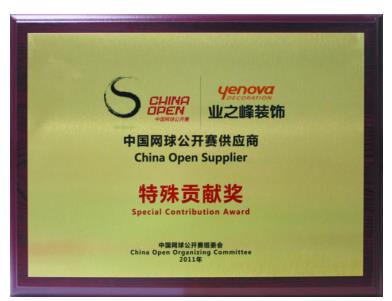 CHINA
OPEN
中国网球公开赛
yenova
DECORATION
业之峰装饰
中国网球公开赛供应商
China Open Supplier
特殊贡献奖
Special Contribution Award
中国网球公开赛组委会
China Open Organizing Committee
2011年